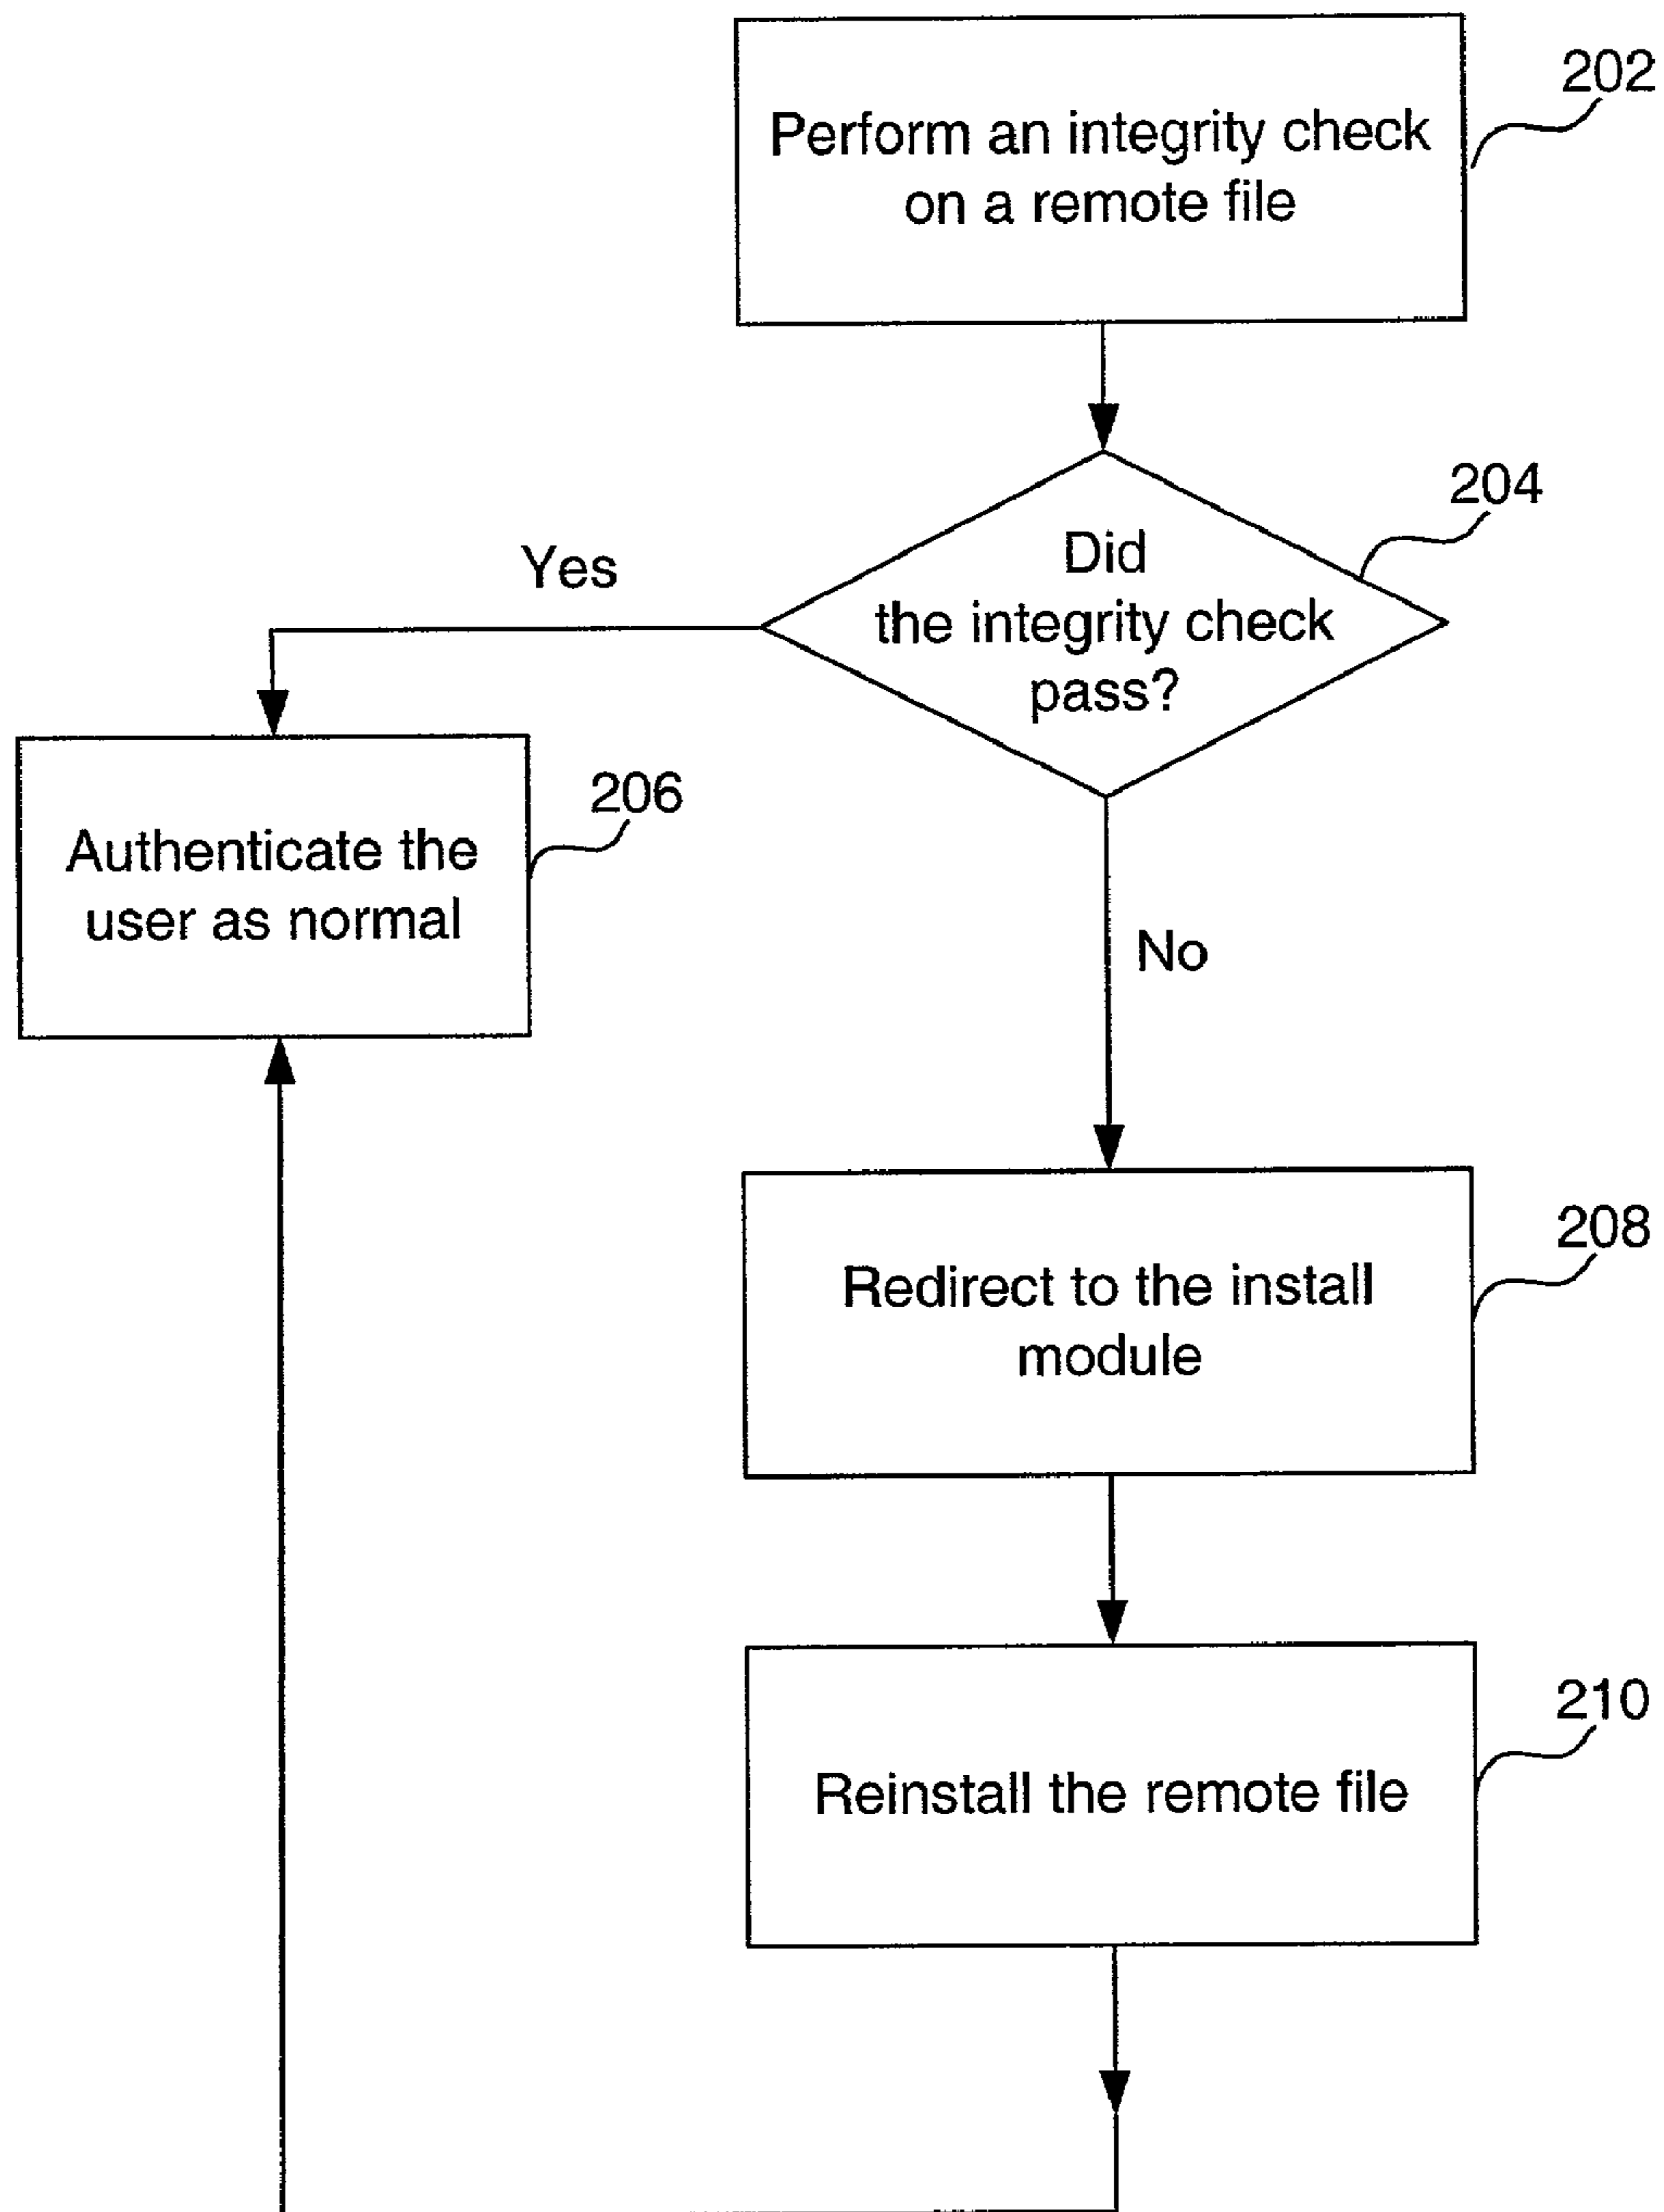 Perform an integrity check
on a remote file
202
Did
the integrity check
pass?
204
Yes
Authenticate the
user as normal
206
No
Redirect to the install
module
208
Reinstall the remote file
210